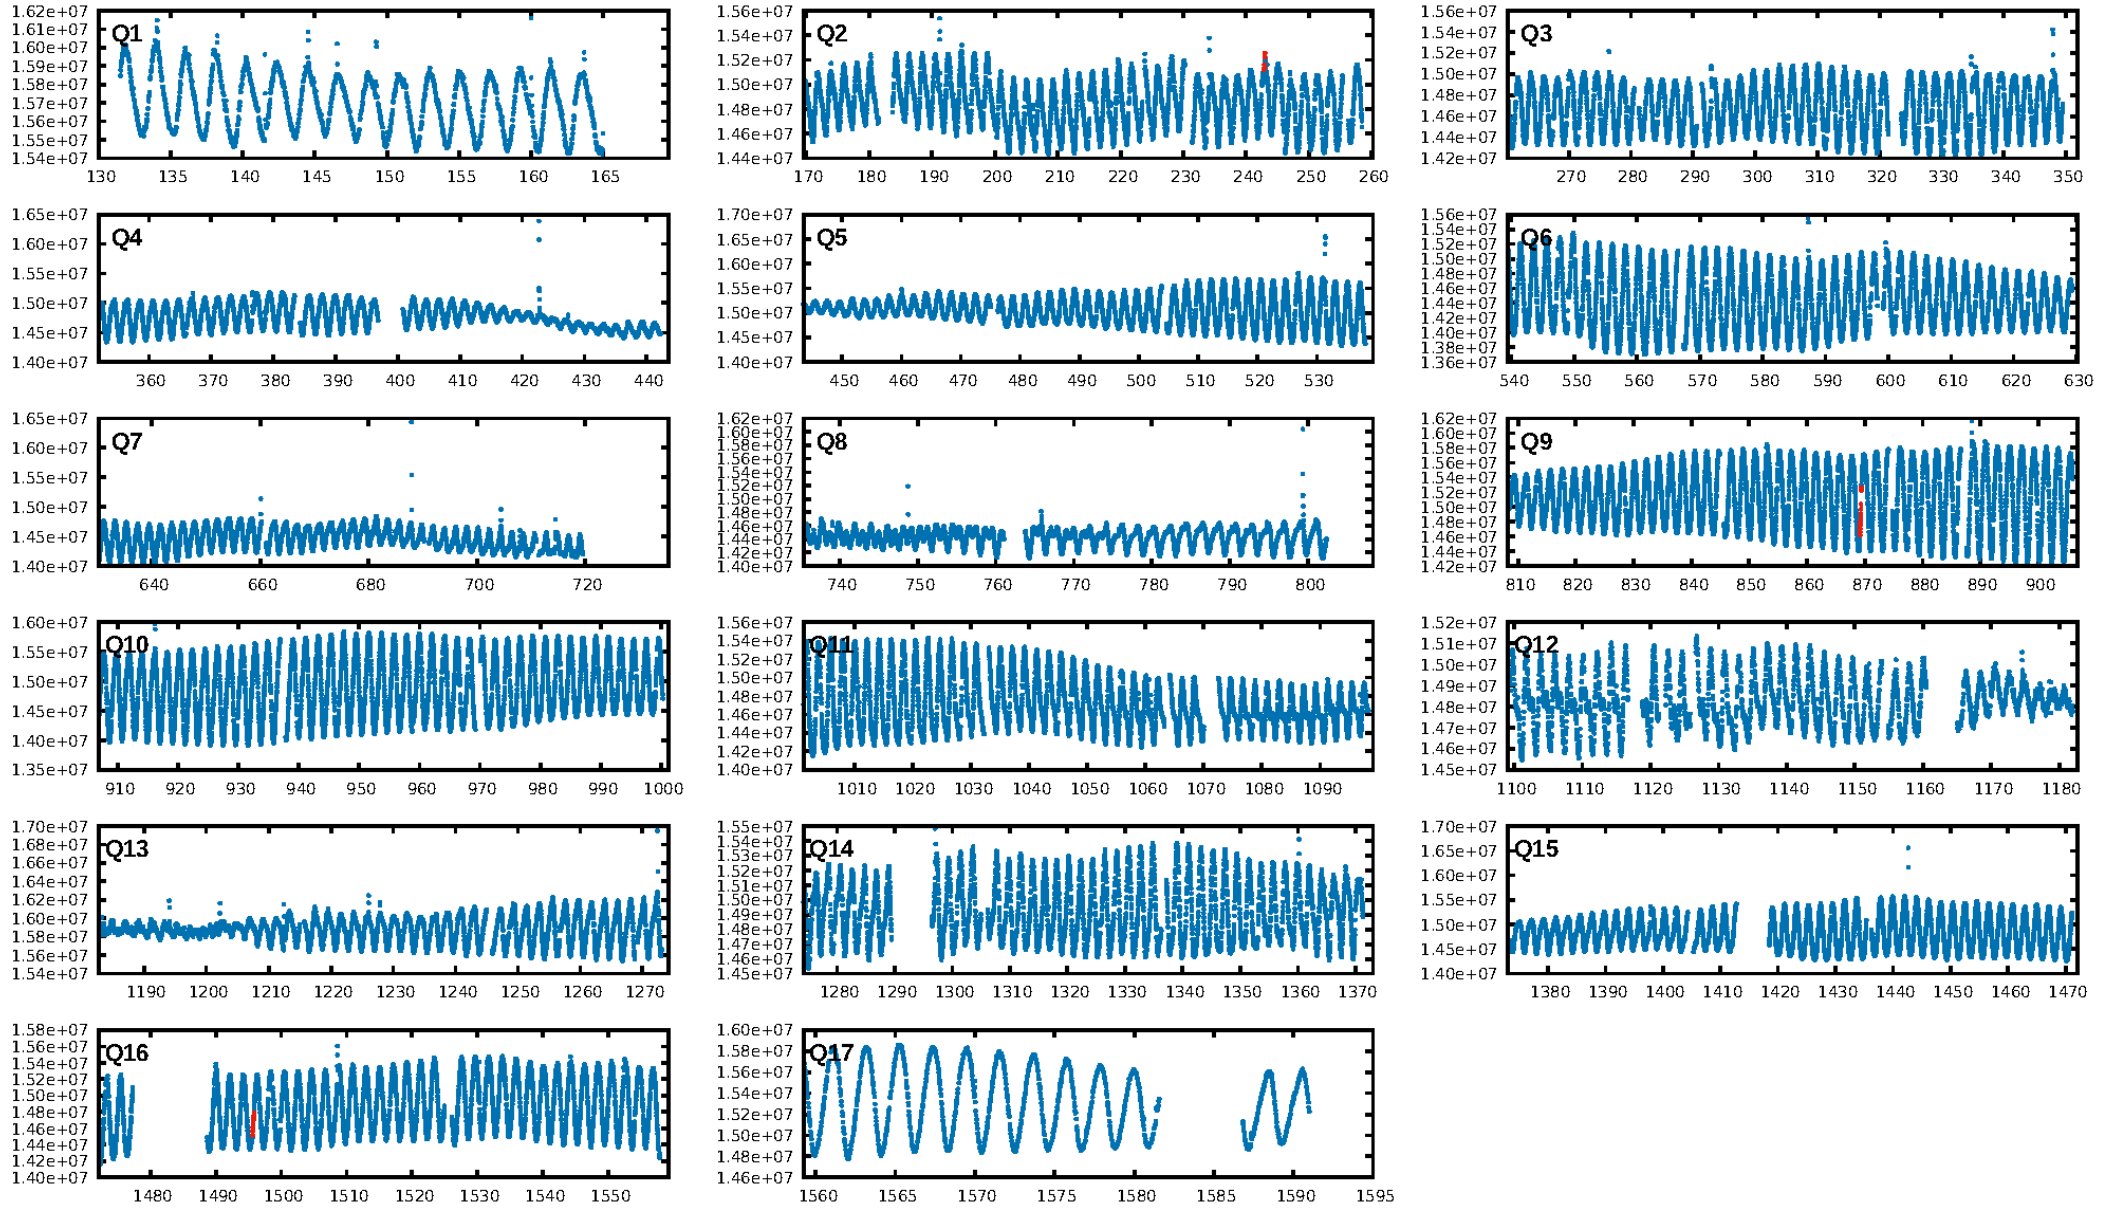 1.62e+07
1.61e+07
1.60e+07
1.59e+07
1.58e+07
1.57e+07
1.56e+07
1.55e+07
1.54e+07
Q1
130 135 140 145 150 155 160 165
1.56e+07
1.54e+07
1.52e+07
1.50e+07
1.48e+07
1.46e+07
1.44e+07
Q2
170 180 190 200 210 220 230 240 250 260
1.56e+07
1.54e+07
1.52e+07
1.50e+07
1.48e+07
1.46e+07
1.44e+07
1.42e+07
Q3
270 280 290 300 310 320 330 340 350
1.65e+07
1.60e+07
1.55e+07
1.50e+07
1.45e+07
1.40e+07
Q4
360 370 380 390 400 410 420 430 440
1.70e+07
1.65e+07
1.60e+07
1.55e+07
1.50e+07
1.45e+07
1.40e+07
Q5
450 460 470 480 490 500 510 520 530
1.56e+07
1.54e+07
1.52e+07
1.50e+07
1.48e+07
1.46e+07
1.44e+07
1.42e+07
1.40e+07
1.38e+07
1.36e+07
Q6
540 550 560 570 580 590 600 610 620 630
1.65e+07
1.60e+07
1.55e+07
1.50e+07
1.45e+07
1.40e+07
Q7
640 660 680 700 720
1.62e+07
1.60e+07
1.58e+07
1.56e+07
1.54e+07
1.52e+07
1.50e+07
1.48e+07
1.46e+07
1.44e+07
1.42e+07
1.40e+07
Q8
740 750 760 770 780 790 800
1.62e+07
1.60e+07
1.58e+07
1.56e+07
1.54e+07
1.52e+07
1.50e+07
1.48e+07
1.46e+07
1.44e+07
1.42e+07
Q9
810 820 830 840 850 860 870 880 890 900
1.60e+07
1.55e+07
1.50e+07
1.45e+07
1.40e+07
1.35e+07
Q10
910 920 930 940 950 960 970 980 990 1000
1.56e+07
1.54e+07
1.52e+07
1.50e+07
1.48e+07
1.46e+07
1.44e+07
1.42e+07
1.40e+07
Q11
1010 1020 1030 1040 1050 1060 1070 1080 1090
1.52e+07
1.51e+07
1.50e+07
1.49e+07
1.48e+07
1.47e+07
1.46e+07
1.45e+07
Q12
1100 1110 1120 1130 1140 1150 1160 1170 1180
1.70e+07
1.68e+07
1.66e+07
1.64e+07
1.62e+07
1.60e+07
1.58e+07
1.56e+07
1.54e+07
Q13
1190 1200 1210 1220 1230 1240 1250 1260 1270
1.55e+07
1.54e+07
1.53e+07
1.52e+07
1.51e+07
1.50e+07
1.49e+07
1.48e+07
1.47e+07
1.46e+07
1.45e+07
Q14
1280 1290 1300 1310 1320 1330 1340 1350 1360 1370
1.70e+07
1.65e+07
1.60e+07
1.55e+07
1.50e+07
1.45e+07
1.40e+07
Q15
1380 1390 1400 1410 1420 1430 1440 1450 1460 1470
1.58e+07
1.56e+07
1.54e+07
1.52e+07
1.50e+07
1.48e+07
1.46e+07
1.44e+07
1.42e+07
1.40e+07
Q16
1480 1490 1500 1510 1520 1530 1540 1550
1.60e+07
1.58e+07
1.56e+07
1.54e+07
1.52e+07
1.50e+07
1.48e+07
1.46e+07
Q17
1560 1565 1570 1575 1580 1585 1590 1595